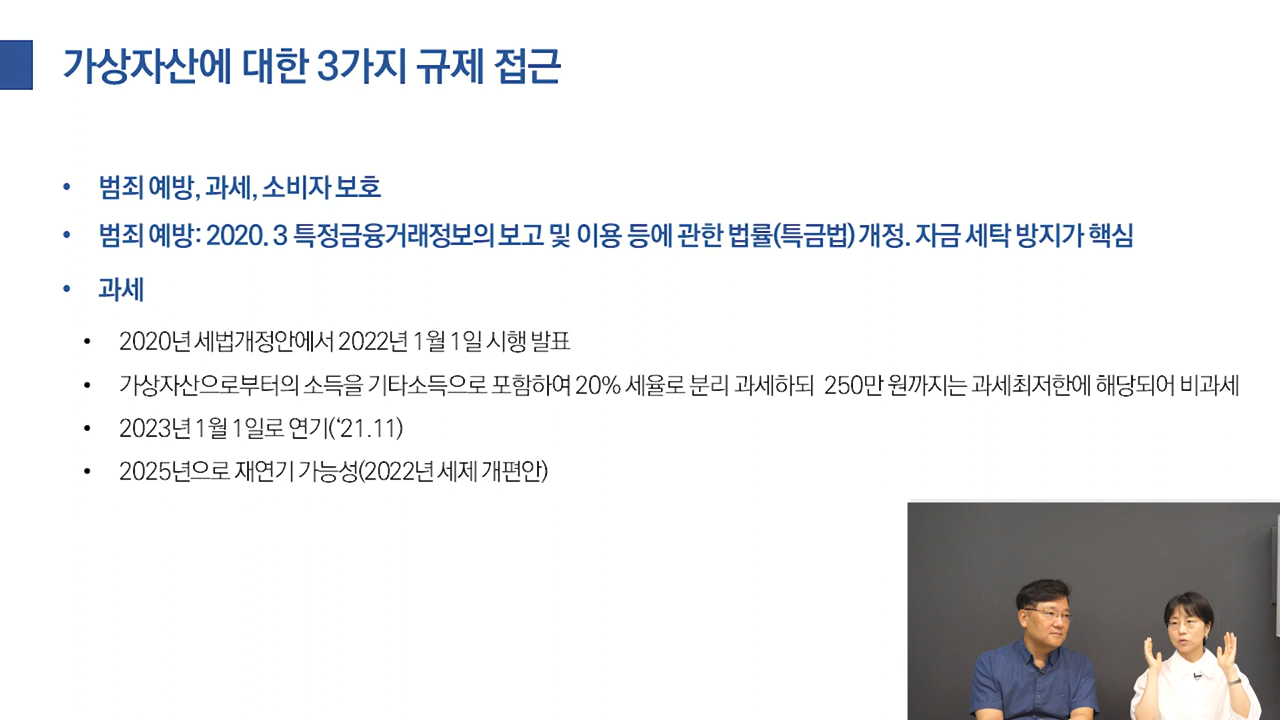 가상자산에 대한 3가지 규제 접근
• 범죄 예방, 과세, 소비자 보호
• 범죄 예방: 2020. 3 특정금융거래정보의 보고 및 이용 등에 관한 법률(특금법) 개정. 자금 세탁 방지가 핵심
• 과세
• 2020년 세법개정안에서 2022년 1월 1일 시행 발표
• 가상자산으로부터의 소득을 기타소득으로 포함하여 20% 세율로 분리 과세하되 250만 원까지는 과세최저한에 해당되어 비과세
• 2023년 1월 1일로 연기(‘21.11)
• 2025년으로 재연기 가능성(2022년 세제 개편안)